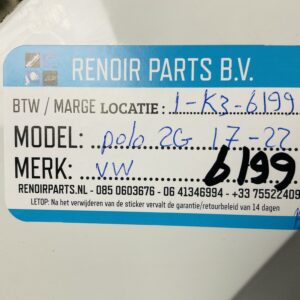 RENOIR PARTS B.V.
BTW / MARGE LOCATIE : 1-K3-6199
MODEL: polo 2G 17-22
MERK: VW 6199
RENOIRPARTS.NL - 085 0603676 - 06 41346994 - +33 75522409
LETOP: Na het verwijderen van de sticker vervalt de garantie/retourbeleid van 14 dagen